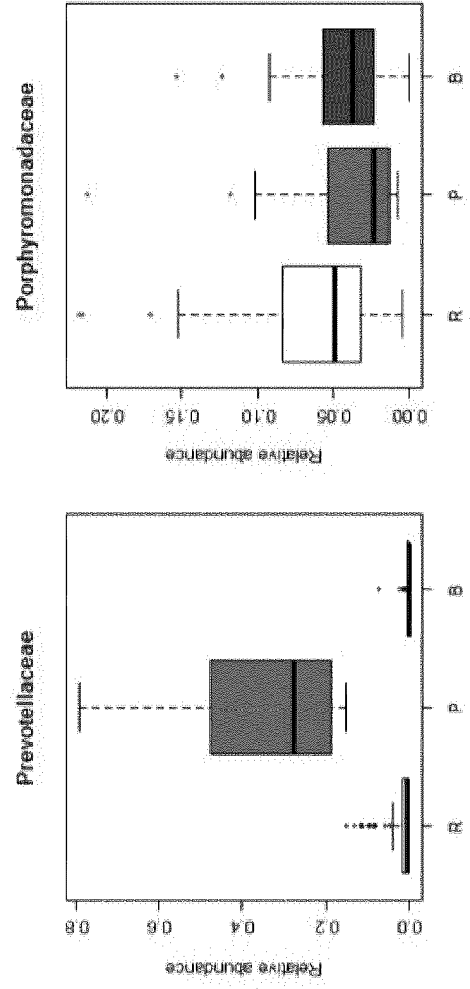 Prevotellaceae
Relative abundance
0.8
0.6
0.4
0.2
0.0
R
P
B
Porphyromonadaceae
Relative abundance
0.20
0.15
0.10
0.05
0.00
R
P
B